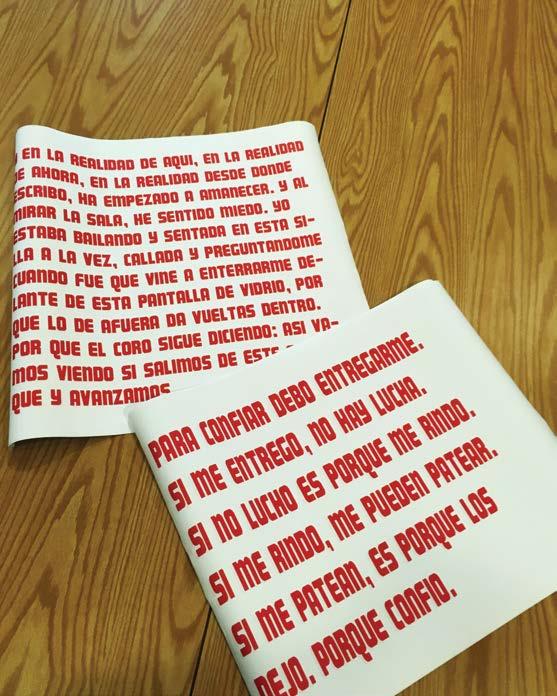 EN LA REALIDAD DE AQUI, EN LA REALIDAD
DE AHORA, EN LA REALIDAD DESDE DONDE
ESCRIBO, HA EMPEZADO A AMANECER. Y AL
MIRAR LA SALA, HE SENTIDO MIEDO. YO
ESTABA BAILANDO Y SENTADA EN ESTA SI-
LLA A LA VEZ, CALLADA Y PREGUNTANDOME
CUANDO FUE QUE VINE A ENTERRARME DE-
LANTE DE ESTA PANTALLA DE VIDRIO, POR
QUE LO DE AFUERA DA VUELTAS DENTRO.
POR QUE EL CORO SIGUE DICIENDO: ASI VA-
MOS VIENDO SI SALIMOS DE ESTE
QUE Y AVANZAMOS
PARA CONFIAR DEBO ENTREGARME.
SI ME ENTREGO, NO HAY LUCHA.
SI NO LUCHO ES PORQUE ME RINDO.
SI ME RINDO, ME PUEDEN PATEAR.
SI ME PATEAN, ES PORQUE LOS
DEJO. PORQUE CONFIO.